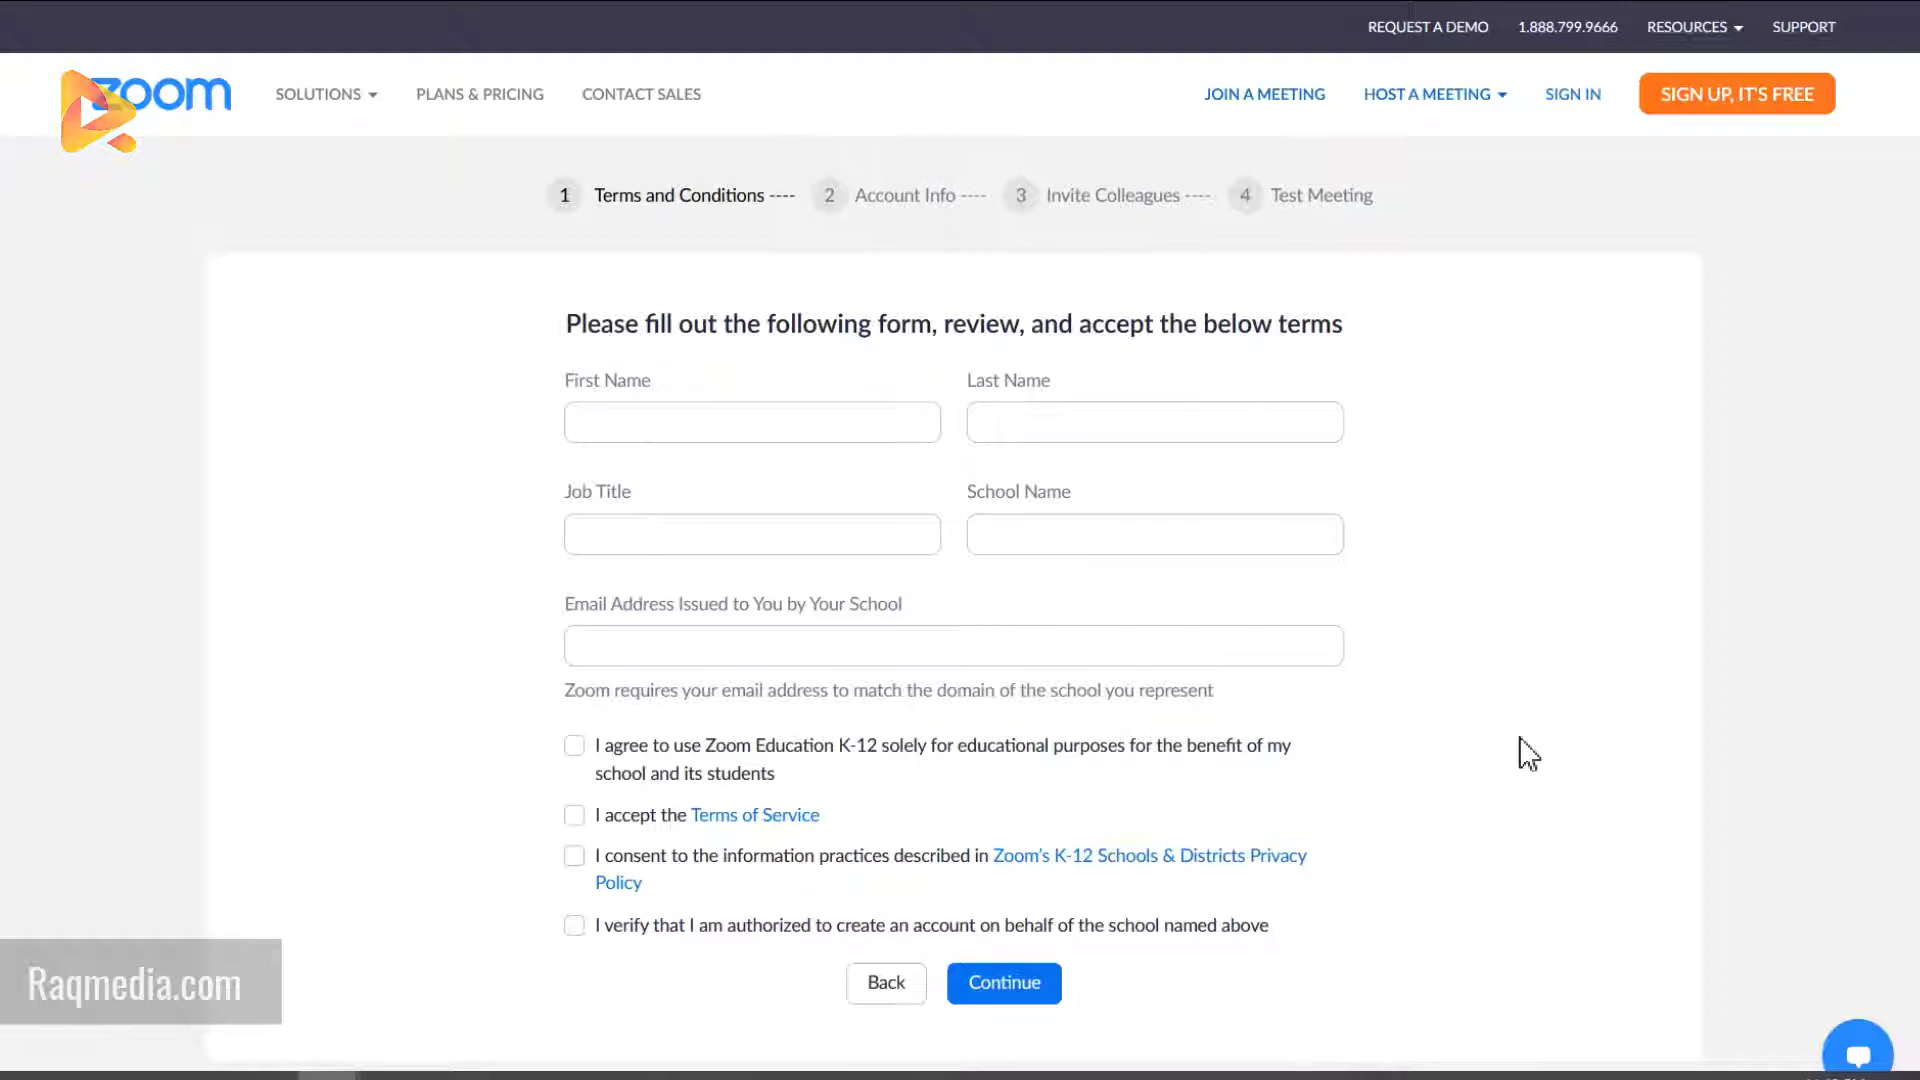 REQUEST A DEMO 1.888.799.9666 RESOURCES SUPPORT
zoom SOLUTIONS PLANS & PRICING CONTACT SALES JOIN A MEETING HOST A MEETING SIGN IN SIGN UP, IT'S FREE
1 Terms and Conditions ---- 2 Account Info ---- 3 Invite Colleagues ---- 4 Test Meeting
Please fill out the following form, review, and accept the below terms
First Name Last Name
Job Title School Name
Email Address Issued to You by Your School
Zoom requires your email address to match the domain of the school you represent
I agree to use Zoom Education K-12 solely for educational purposes for the benefit of my
school and its students
I accept the Terms of Service
I consent to the information practices described in Zoom's K-12 Schools & Districts Privacy
Policy
I verify that I am authorized to create an account on behalf of the school named above
Back Continue
Raqmedia.com